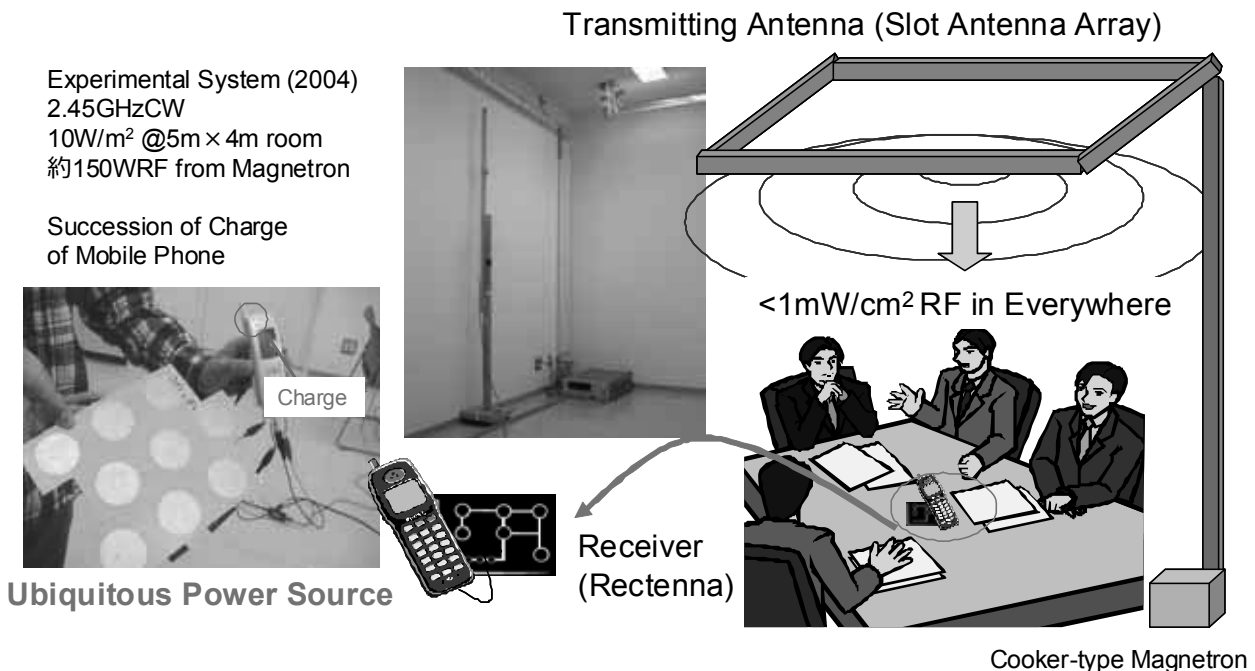 Transmitting Antenna (Slot Antenna Array)
Experimental System (2004)
2.45GHzCW
10W/m² @5m×4m room
約150WRF from Magnetron
Succession of Charge
of Mobile Phone
<1mW/cm² RF in Everywhere
Charge
Receiver
(Rectenna)
Ubiquitous Power Source
Cooker-type Magnetron